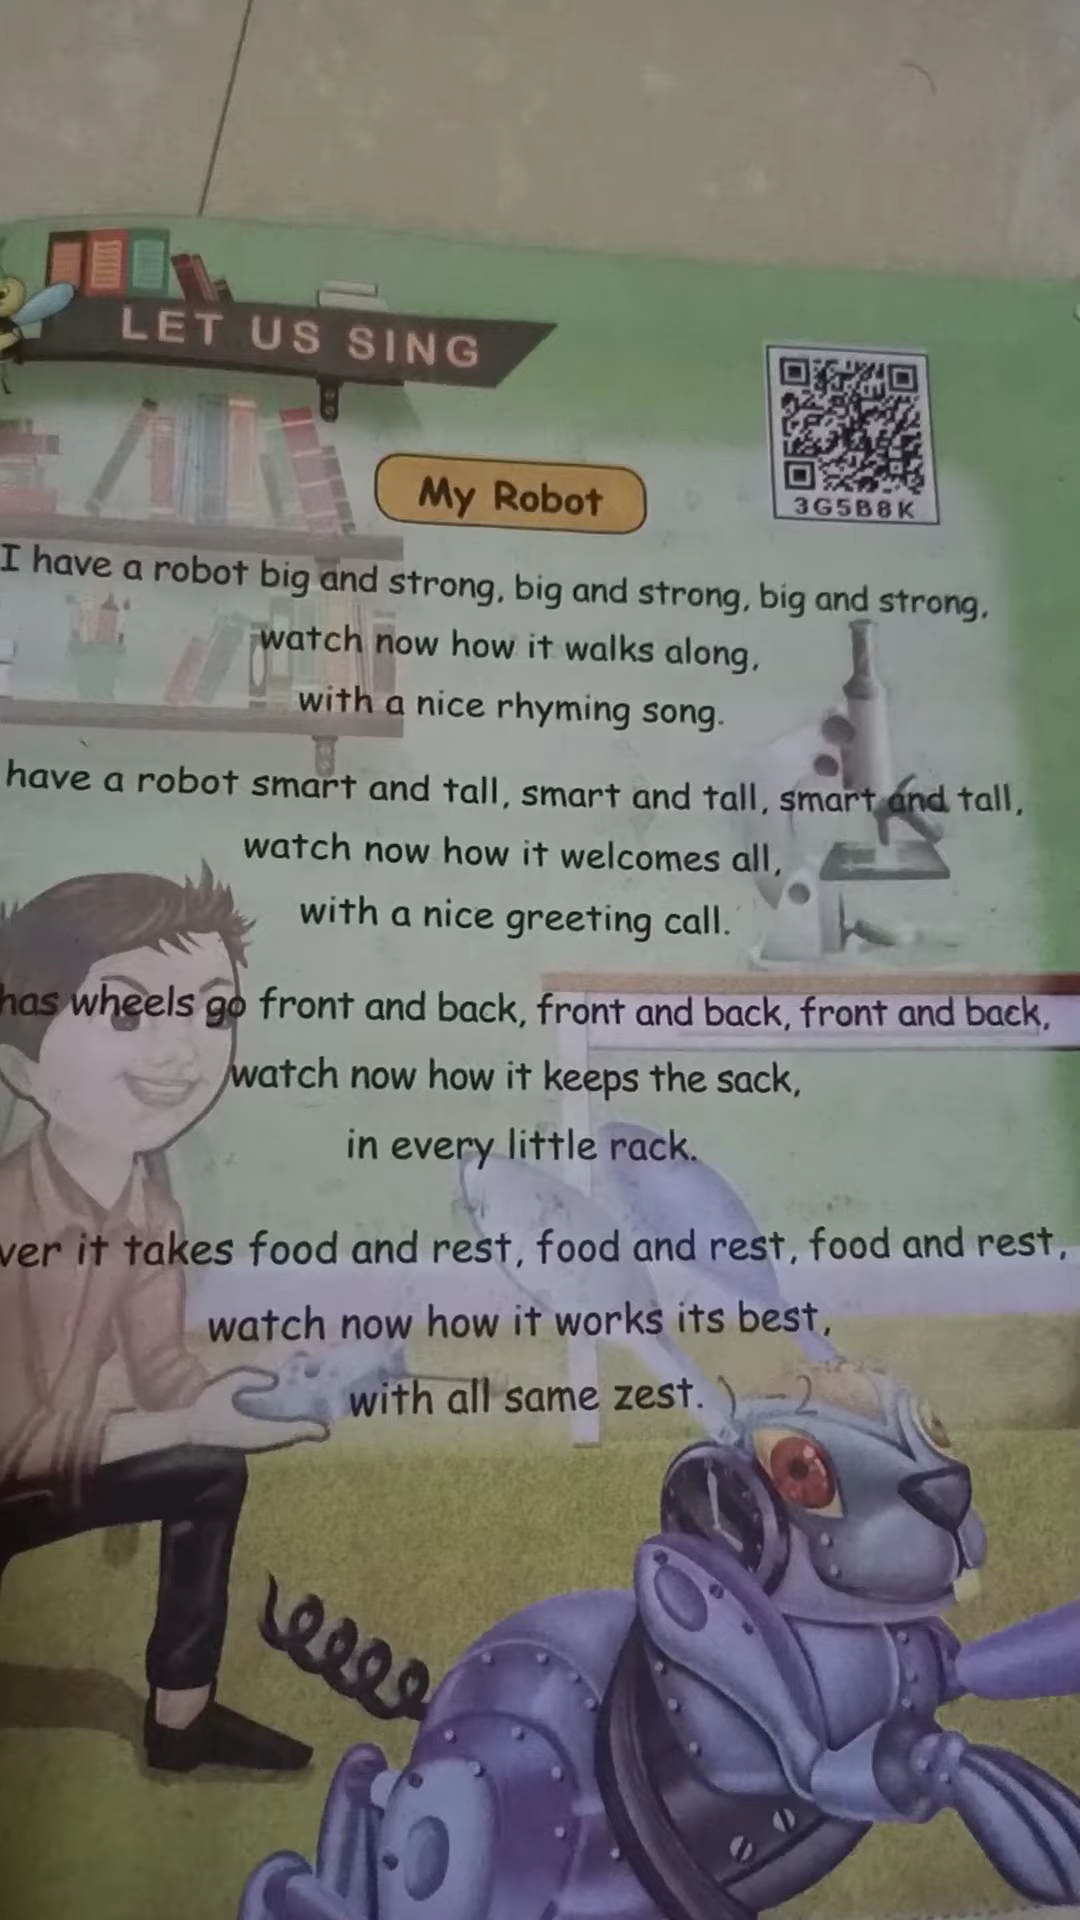 LET US SING
3G5B8K
My Robot
I have a robot big and strong, big and strong, big and strong,
watch now how it walks along,
with a nice rhyming song.
have a robot smart and tall, smart and tall, smart and tall,
watch now how it welcomes all,
with a nice greeting call.
has wheels go front and back, front and back, front and back,
watch now how it keeps the sack,
in every little rack.
ver it takes food and rest, food and rest, food and rest,
watch now how it works its best,
with all same zest.